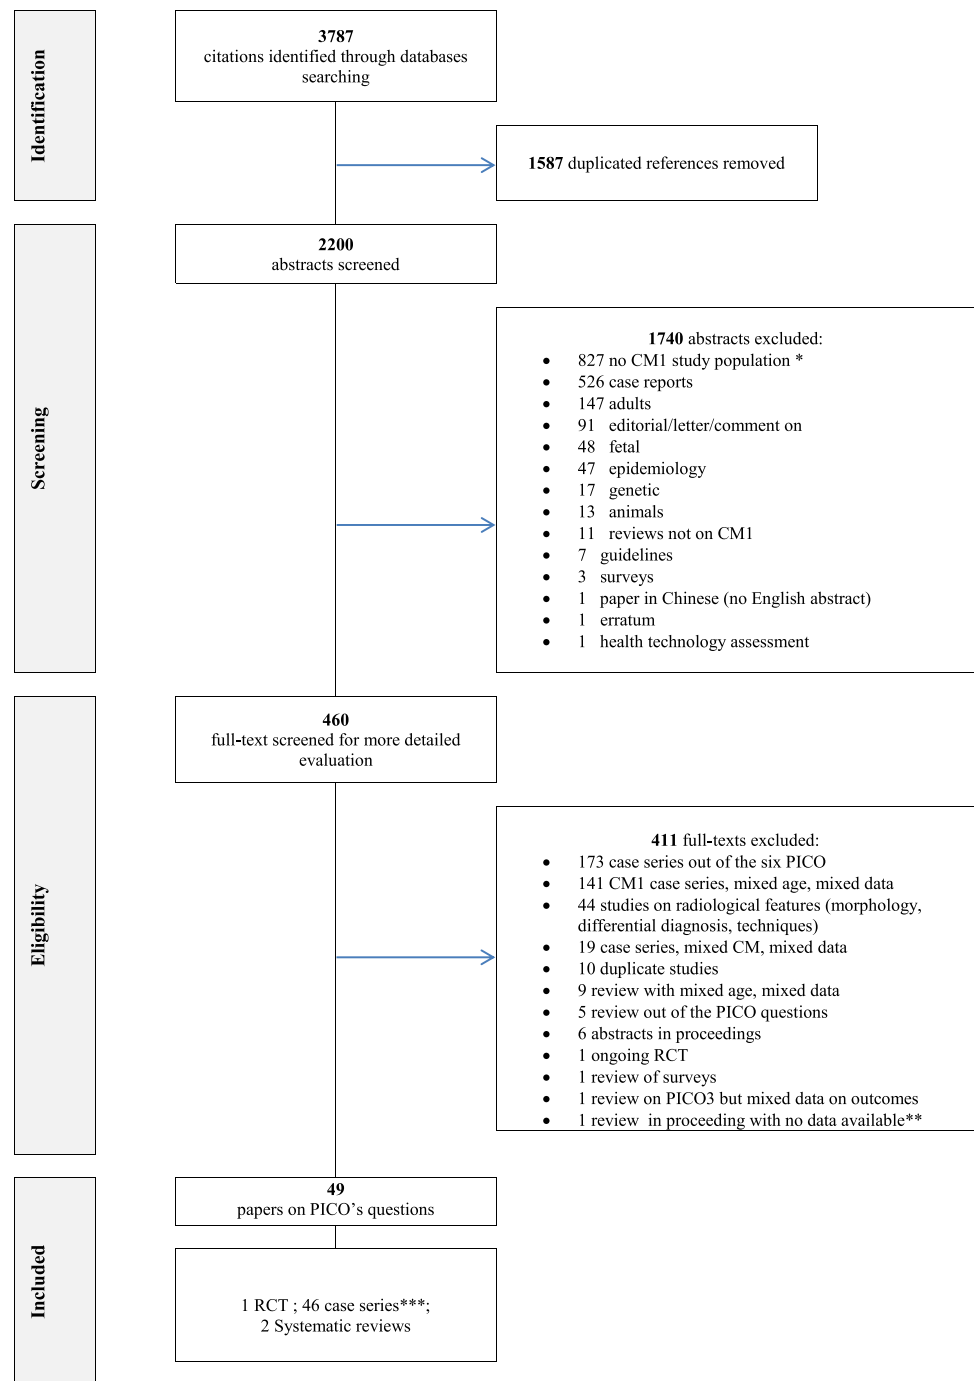 Identification
3787
citations identified through databases
searching
1587 duplicated references removed
Screening
2200
abstracts screened
1740 abstracts excluded:
• 827 no CM1 study population *
• 526 case reports
• 147 adults
• 91 editorial/letter/comment on
• 48 fetal
• 47 epidemiology
• 17 genetic
• 13 animals
• 11 reviews not on CM1
• 7 guidelines
• 3 surveys
• 1 paper in Chinese (no English abstract)
• 1 erratum
• 1 health technology assessment
Eligibility
460
full-text screened for more detailed
evaluation
411 full-texts excluded:
• 173 case series out of the six PICO
• 141 CM1 case series, mixed age, mixed data
• 44 studies on radiological features (morphology,
differential diagnosis, techniques)
• 19 case series, mixed CM, mixed data
• 10 duplicate studies
• 9 review with mixed age, mixed data
• 5 review out of the PICO questions
• 6 abstracts in proceedings
• 1 ongoing RCT
• 1 review of surveys
• 1 review on PICO3 but mixed data on outcomes
• 1 review in proceeding with no data available**
Included
49
papers on PICO's questions
1 RCT ; 46 case series***;
2 Systematic reviews